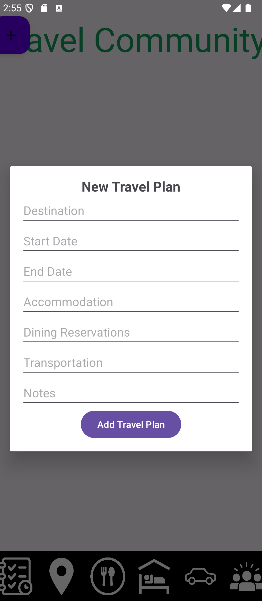 2:55
+
avel Community
New Travel Plan
Destination
Start Date
End Date
Accommodation
Dining Reservations
Transportation
Notes
Add Travel Plan